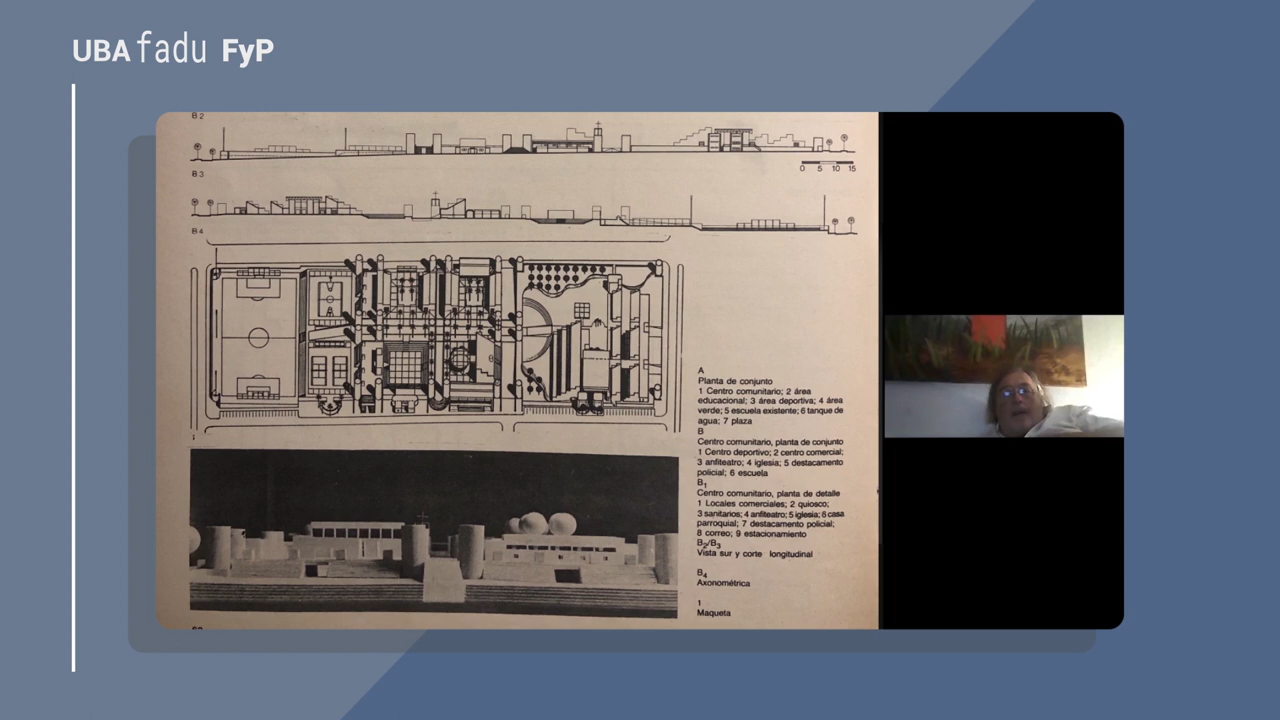 UBA fadu FyP
B 2
0 5 10 15
B 3
B 4
A
Planta de conjunto
1 Centro comunitario; 2 área
educacional; 3 área deportiva; 4 área
verde; 5 escuela existente; 6 tanque de
agua; 7 plaza
B
Centro comunitario, planta de conjunto
1 Centro deportivo; 2 centro comercial;
3 anfiteatro; 4 iglesia; 5 destacamento
policial; 6 escuela
B1
Centro comunitario, planta de detalle
1 Locales comerciales; 2 quiosco;
3 sanitarios; 4 anfiteatro; 5 iglesia; 6 casa
parroquial; 7 destacamento policial;
8 correo; 9 estacionamiento
B2/B3
Vista sur y corte longitudinal
B4
Axonométrica
1
Maqueta